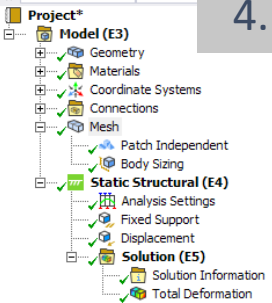 4.
Project*
Model (E3)
Geometry
Materials
Coordinate Systems
Connections
Mesh
Patch Independent
Body Sizing
Static Structural (E4)
Analysis Settings
Fixed Support
Displacement
Solution (E5)
Solution Information
Total Deformation